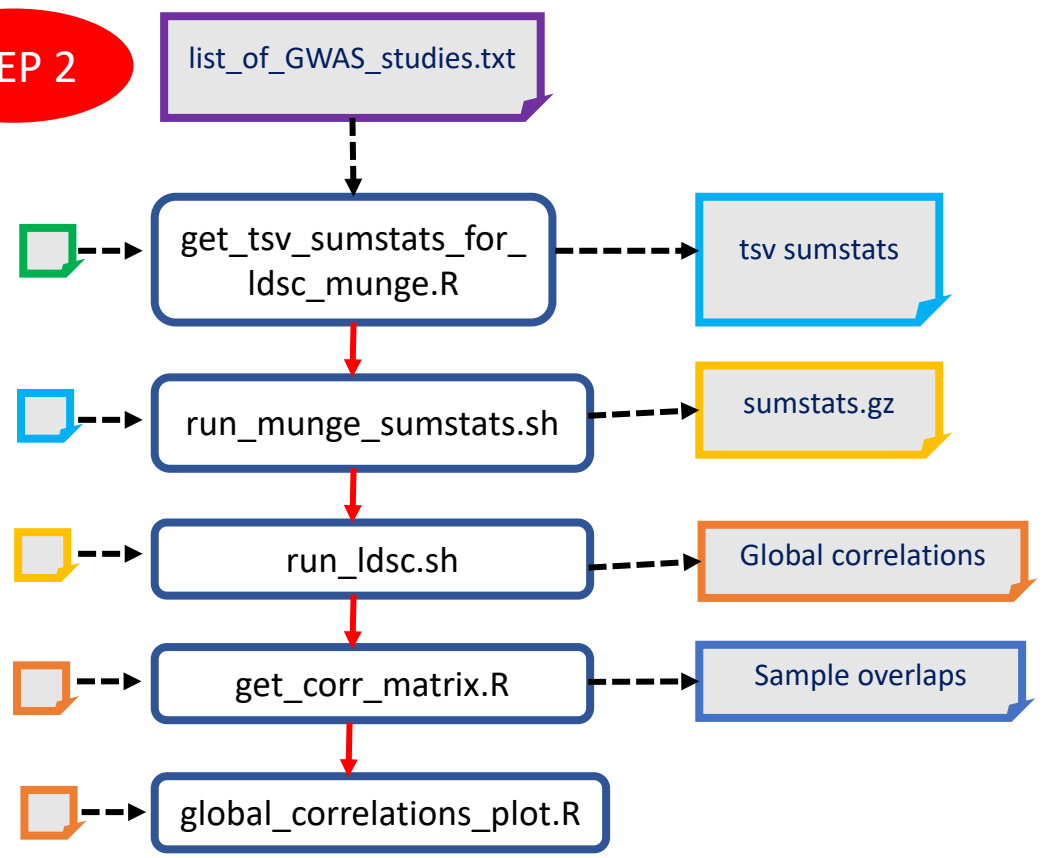 EP 2
list_of_GWAS_studies.txt
get_tsv_sumstats_for_
ldsc_munge.R
tsv sumstats
run_munge_sumstats.sh
sumstats.gz
run_ldsc.sh
Global correlations
get_corr_matrix.R
Sample overlaps
global_correlations_plot.R